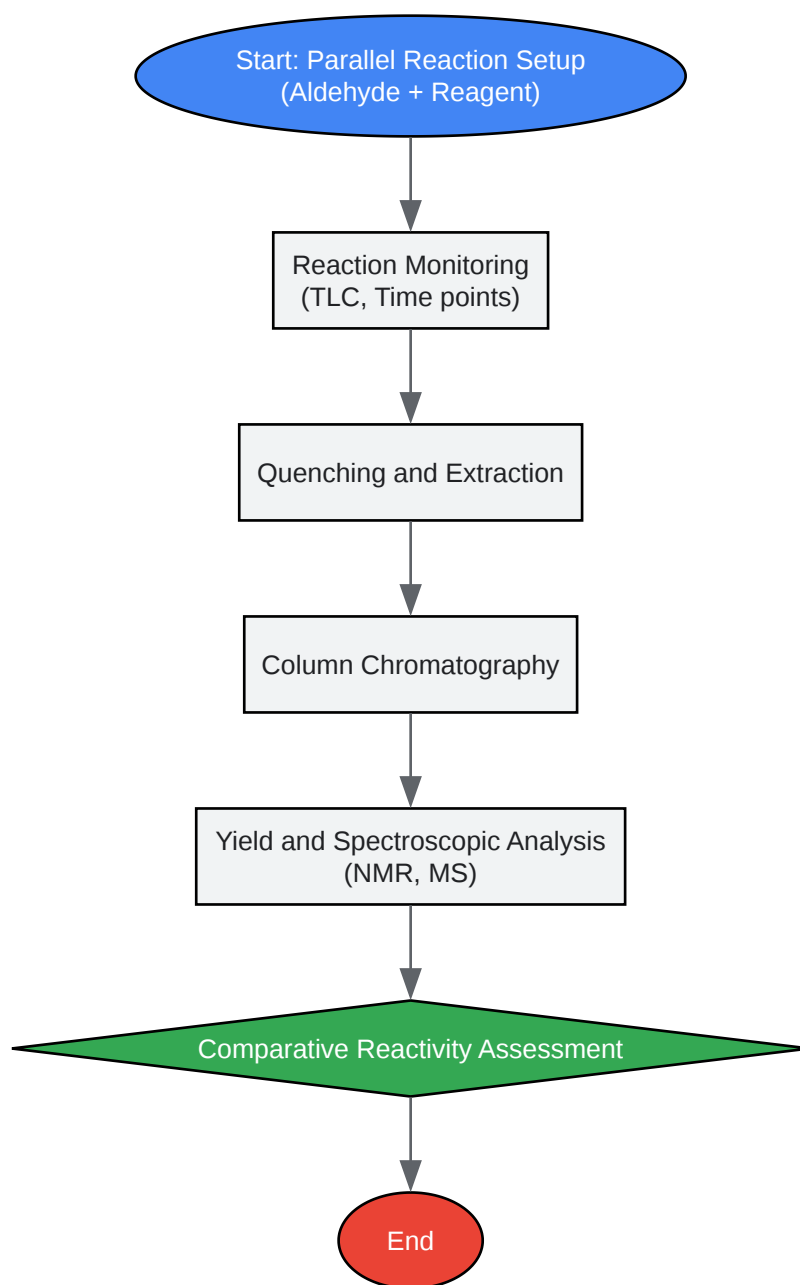 Start: Parallel Reaction Setup
(Aldehyde + Reagent)
Reaction Monitoring
(TLC, Time points)
Quenching and Extraction
Column Chromatography
Yield and Spectroscopic Analysis
(NMR, MS)
Comparative Reactivity Assessment
End